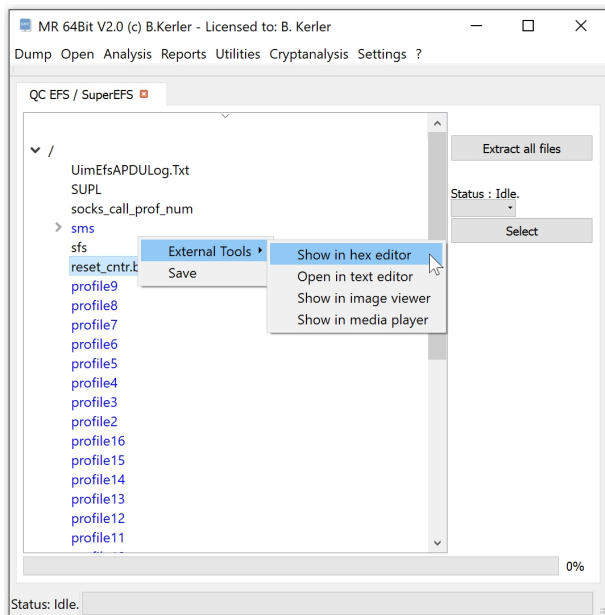 MR 64Bit V2.0 (c) B.Kerler - Licensed to: B. Kerler
Dump Open Analysis Reports Utilities Cryptanalysis Settings ?
QC EFS / SuperEFS
/
UimEfsAPDULog.Txt
SUPL
socks_call_prof_num
sms
sfs
reset_cntr.b
profile9
profile8
profile7
profile6
profile5
profile4
profile3
profile2
profile16
profile15
profile14
profile13
profile12
profile11
External Tools
Save
Show in hex editor
Open in text editor
Show in image viewer
Show in media player
Extract all files
Status : Idle.
Select
0%
Status: Idle.